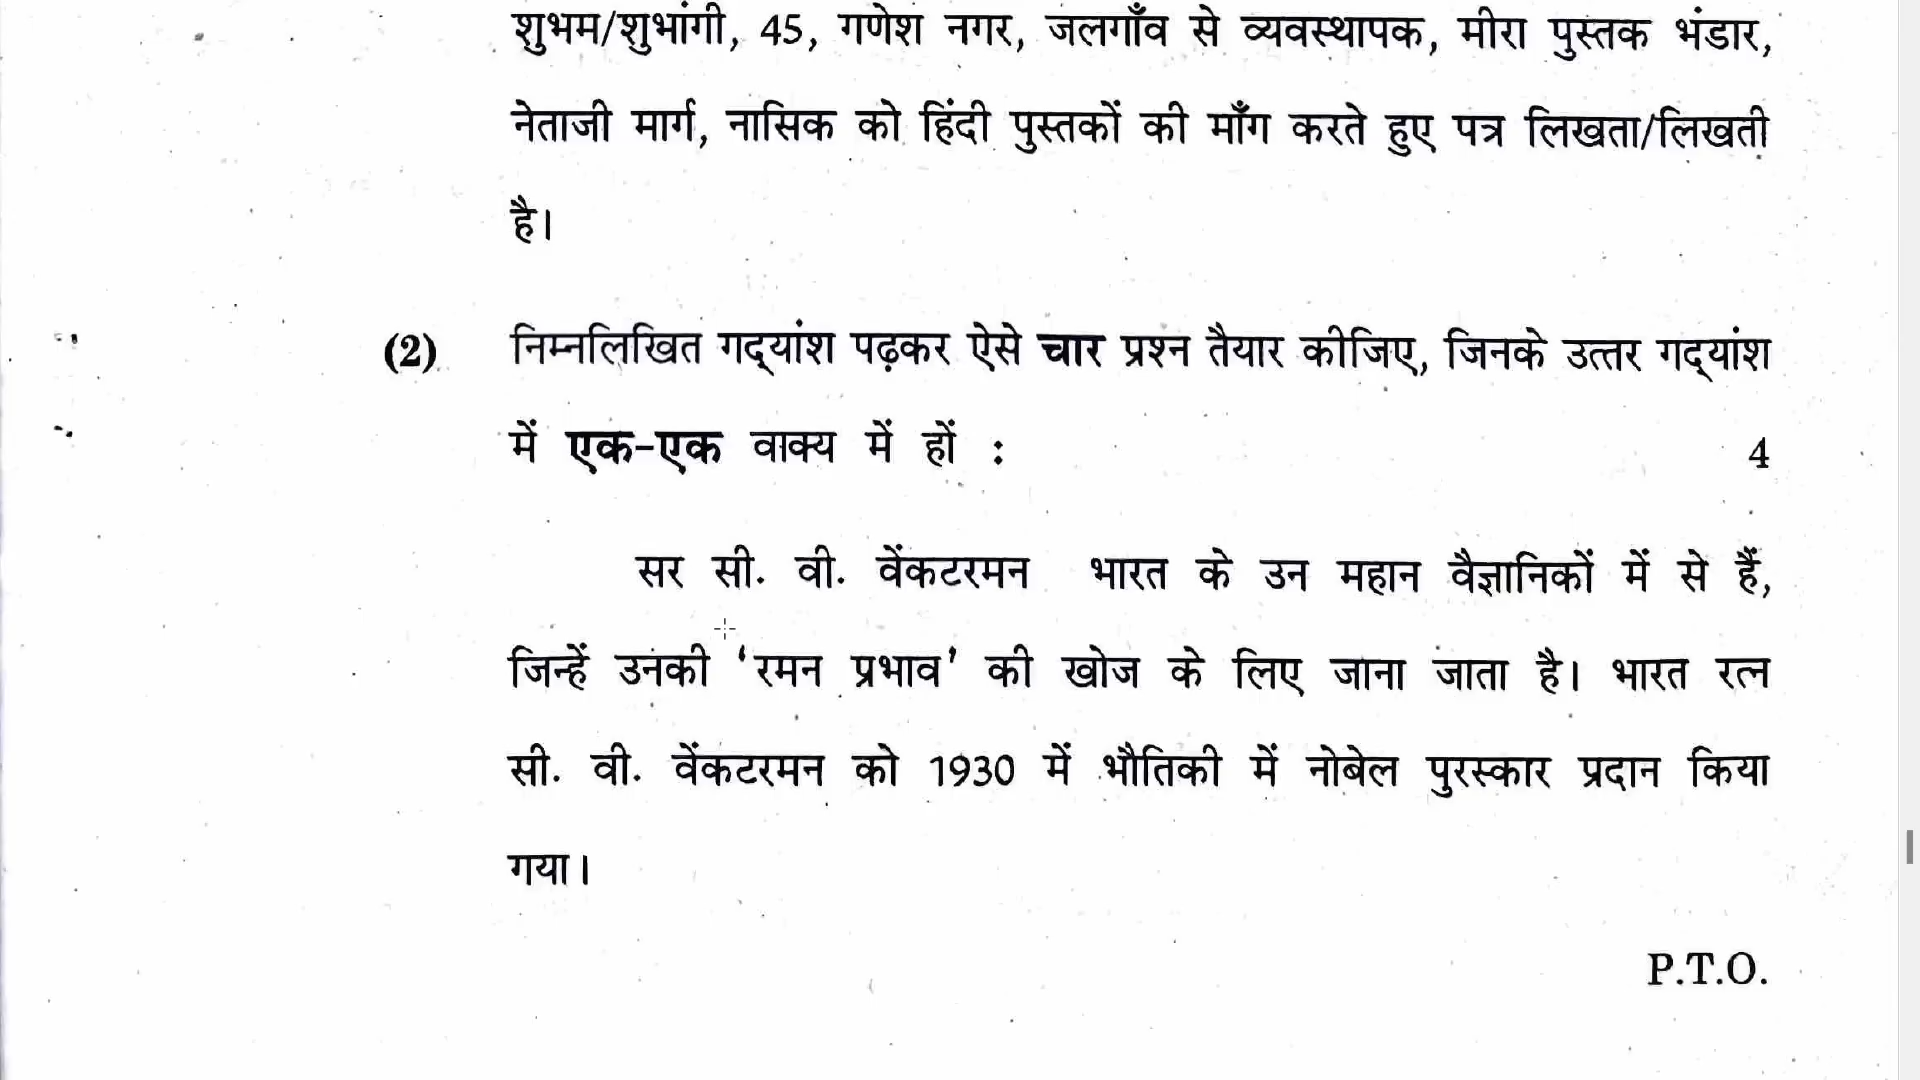 शुभम/शुभांगी, 45, गणेश नगर, जलगाँव से व्यवस्थापक, मीरा पुस्तक भंडार,
नेताजी मार्ग, नासिक को हिंदी पुस्तकों की माँग करते हुए पत्र लिखता/लिखती
है।
(2) निम्नलिखित गद्‌यांश पढ़कर ऐसे चार प्रश्न तैयार कीजिए, जिनके उत्तर गद्‌यांश
में एक-एक वाक्य में हों : 4
सर सी. वी. वेंकटरमन भारत के उन महान वैज्ञानिकों में से हैं,
जिन्हें उनकी ‘रमन प्रभाव’ की खोज के लिए जाना जाता है। भारत रत्न
सी. वी. वेंकटरमन को 1930 में भौतिकी में नोबेल पुरस्कार प्रदान किया
गया।
P.T.O.